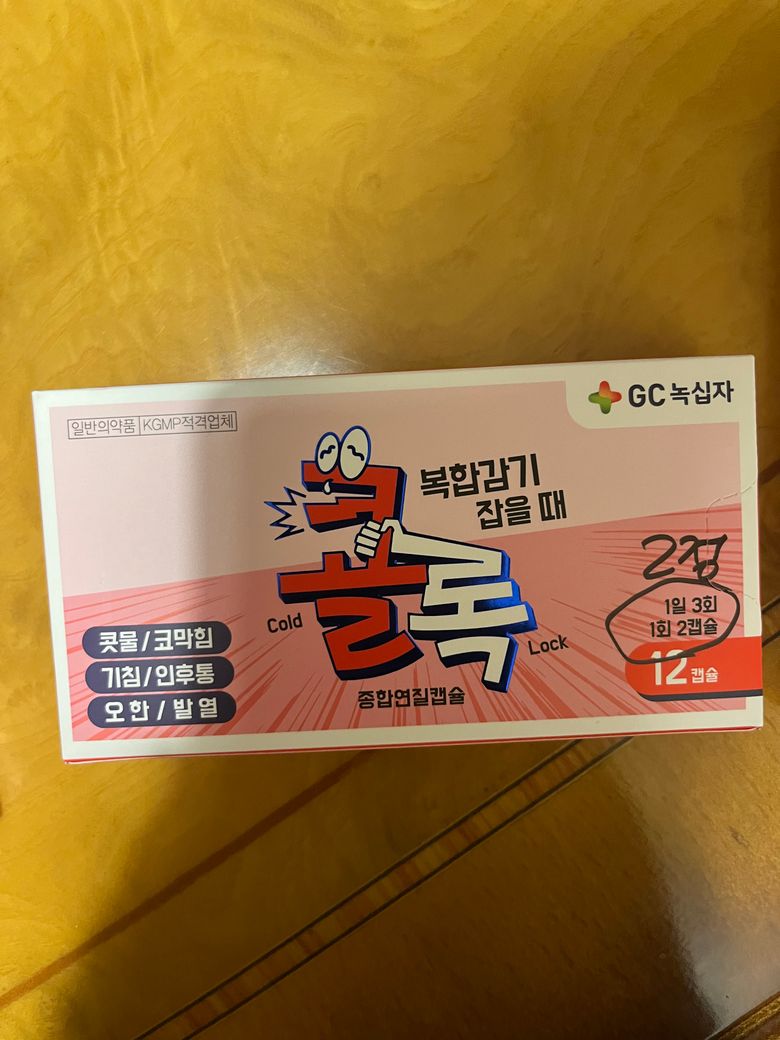 GC 녹십자
일반의약품 KGMP적격업체
복합감기
잡을 때
콜록
Cold
Lock
종합연질캡슐
콧물/코막힘
기침/인후통
오한/발열
2정
1일 3회
1회 2캡슐
12캡슐